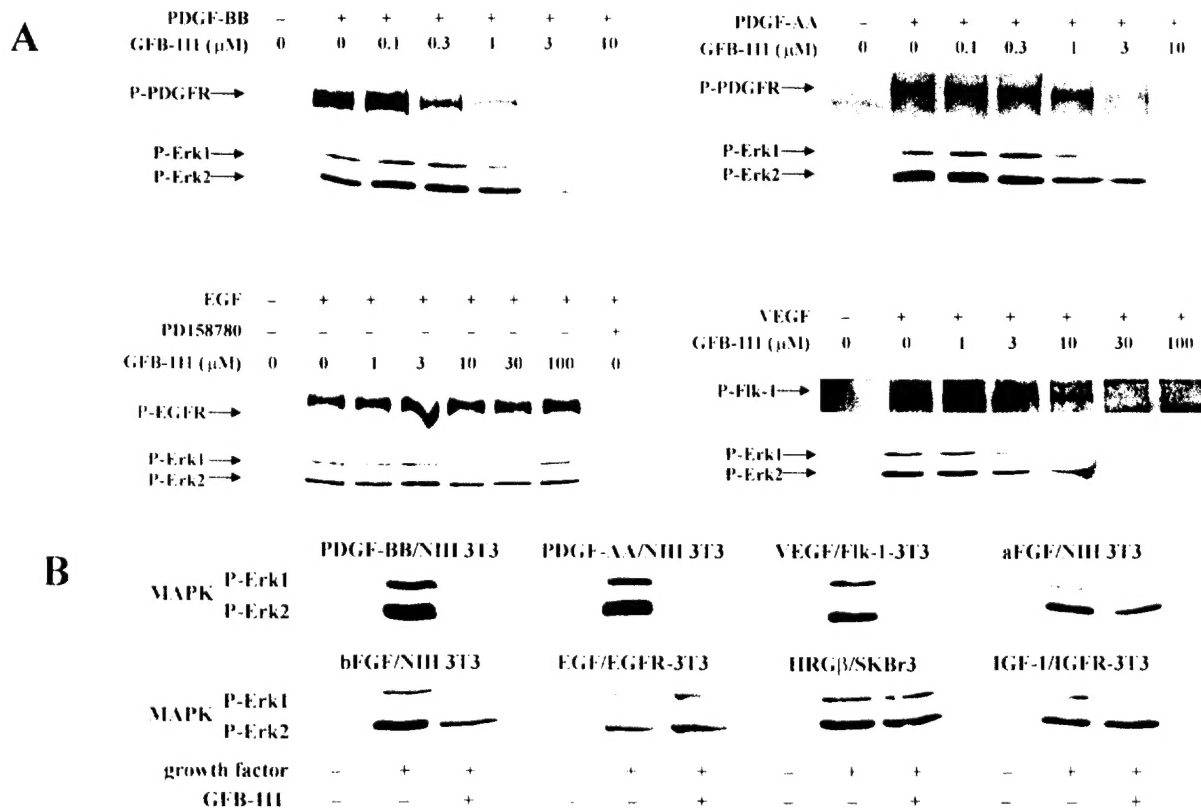 A
PDGF-BB – + + + + + +
GFB-111 (μM) 0 0 0.1 0.3 1 3 10
P-PDGFR
P-Erk1
P-Erk2
PDGF-AA – + + + + + +
GFB-111 (μM) 0 0 0.1 0.3 1 3 10
P-PDGFR
P-Erk1
P-Erk2
EGF – + + + + + + +
PD158780 – – – – – – – +
GFB-111 (μM) 0 0 1 3 10 30 100 0
P-EGFR
P-Erk1
P-Erk2
VEGF – + + + + + +
GFB-111 (μM) 0 0 1 3 10 30 100
P-Flk-1
P-Erk1
P-Erk2
B
PDGF-BB/NIH 3T3 PDGF-AA/NIH 3T3 VEGF/Flk-1-3T3 aFGF/NIH 3T3
MAPK P-Erk1
P-Erk2
bFGF/NIH 3T3 EGF/EGFR-3T3 HRGβ/SKBr3 IGF-1/IGFR-3T3
MAPK P-Erk1
P-Erk2
growth factor – + + – + + – + + – + +
GFB-111 – – + – – + – – + – – +